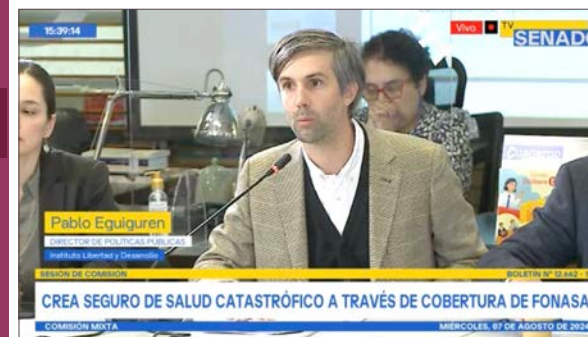 15:39:14
Vivo
TV
SENADO
Cuaderno
Pablo Eguiguren
DIRECTOR DE POLÍTICAS PÚBLICAS
Instituto Libertad y Desarrollo
SESIÓN DE COMISIÓN
BOLETÍN N° 12.662 - 1
CREA SEGURO DE SALUD CATASTRÓFICO A TRAVÉS DE COBERTURA DE FONASA
COMISIÓN MIXTA
MIÉRCOLES, 07 DE AGOSTO DE 2024